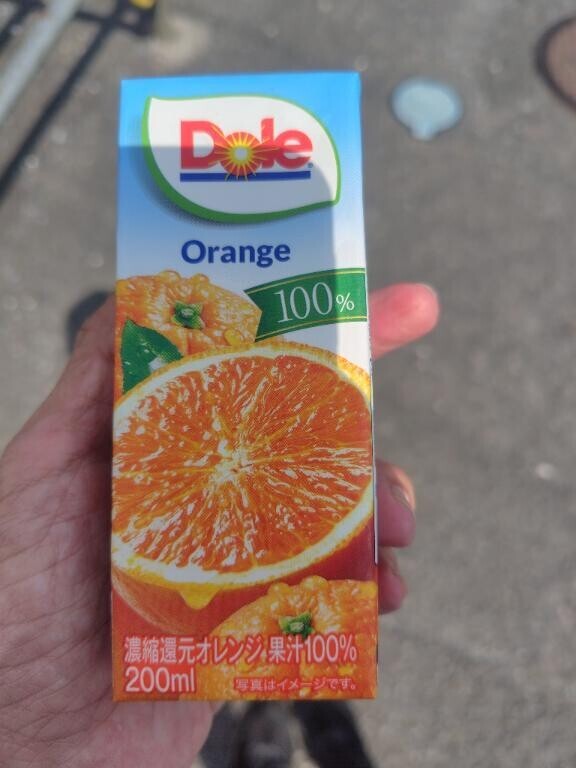 Dole
Orange
100%
濃縮還元オレンジ 果汁100%
200ml
写真はイメージです。